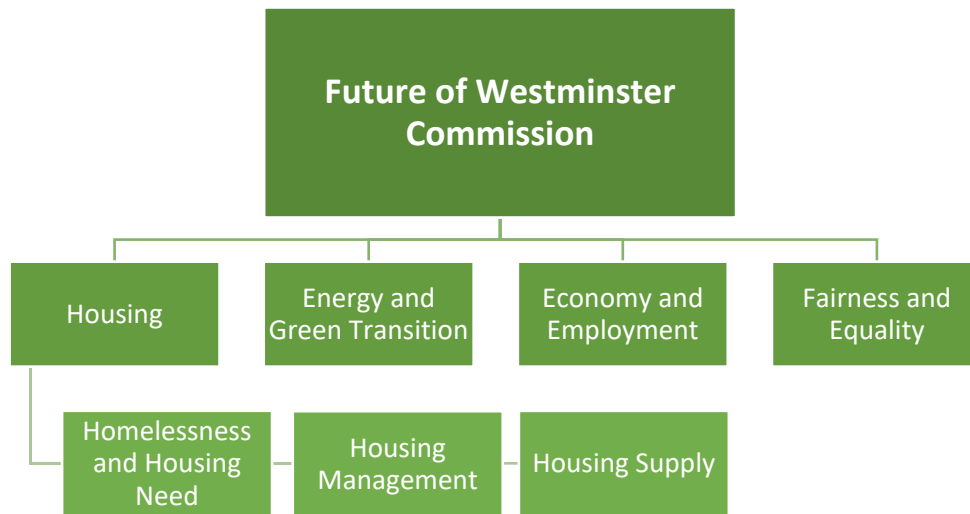 Future of Westminster
Commission
Housing
Energy and
Green Transition
Economy and
Employment
Fairness and
Equality
Homelessness
and Housing
Need
Housing
Management
Housing Supply